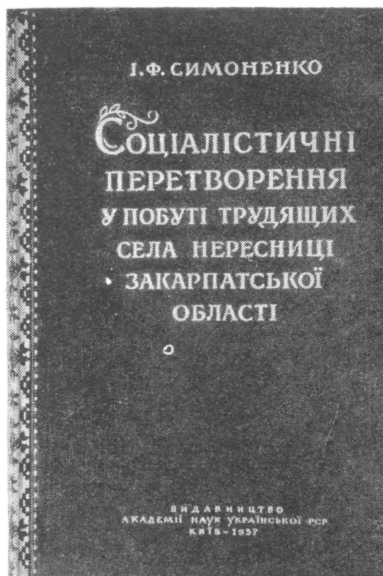 І.Ф. СИМОНЕНКО
СОЦІАЛІСТИЧНІ
ПЕРЕТВОРЕННЯ
У ПОБУТІ ТРУДЯЩИХ
СЕЛА НЕРЕСНИЦІ
ЗАКАРПАТСЬКОЇ
ОБЛАСТІ
ВИДАВНИЦТВО
АКАДЕМІЇ НАУК УКРАЇНСЬКОЇ РСР
КИЇВ–1957